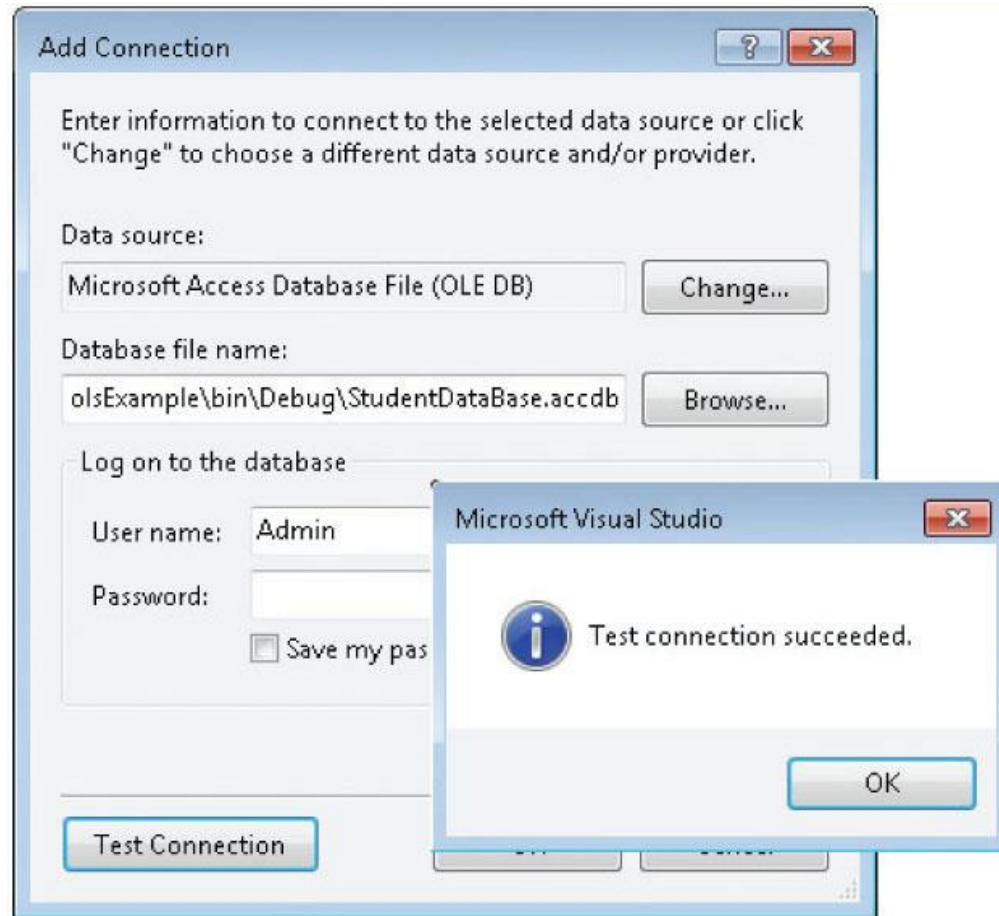 Add Connection
Enter information to connect to the selected data source or click
"Change" to choose a different data source and/or provider.
Data source:
Microsoft Access Database File (OLE DB)
Change...
Database file name:
olsExample\bin\Debug\StudentDataBase.accdb
Browse...
Log on to the database
User name:
Admin
Password:
Save my pas
Test Connection
Microsoft Visual Studio
Test connection succeeded.
OK